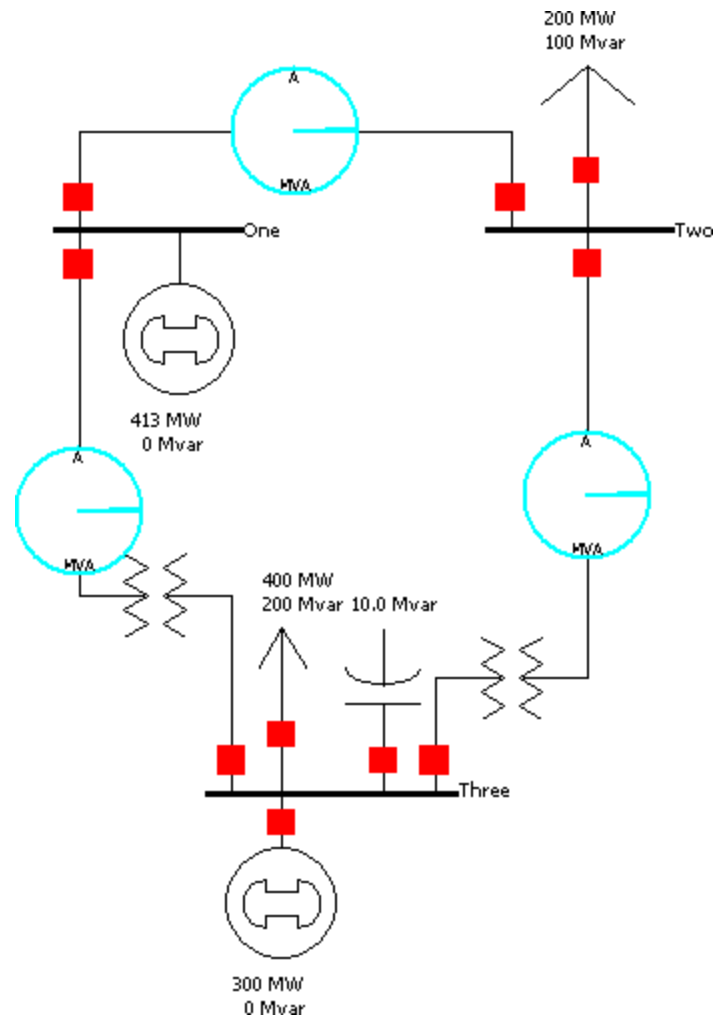 200 MW
100 Mvar
A
MVA
One
Two
413 MW
0 Mvar
A
MVA
A
MVA
400 MW
200 Mvar 10.0 Mvar
Three
300 MW
0 Mvar